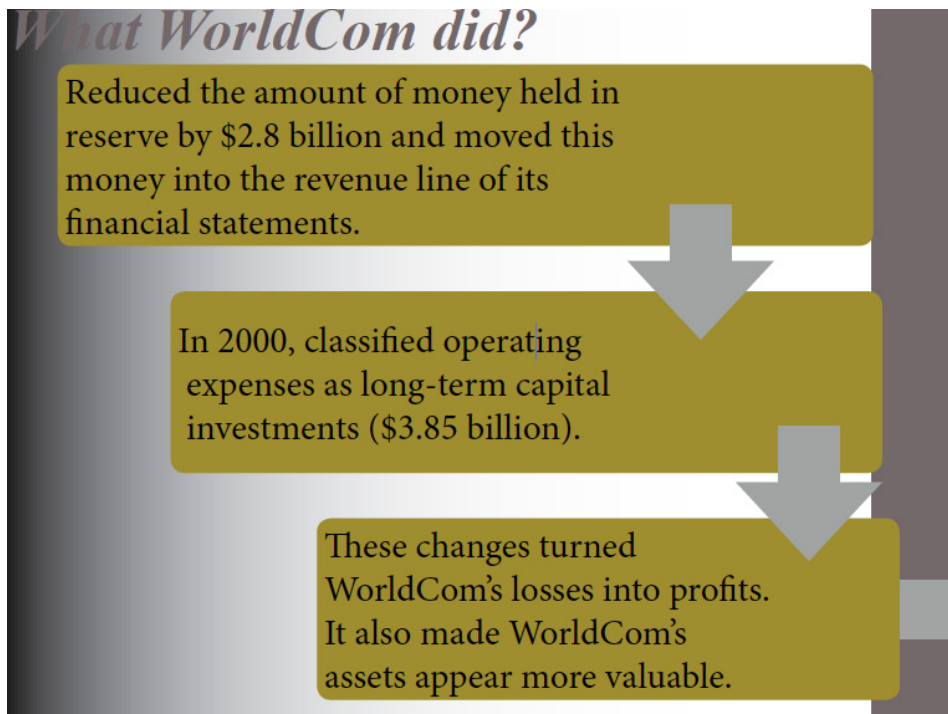 What WorldCom did?
Reduced the amount of money held in
reserve by $2.8 billion and moved this
money into the revenue line of its
financial statements.
In 2000, classified operating
expenses as long-term capital
investments ($3.85 billion).
These changes turned
WorldCom’s losses into profits.
It also made WorldCom’s
assets appear more valuable.